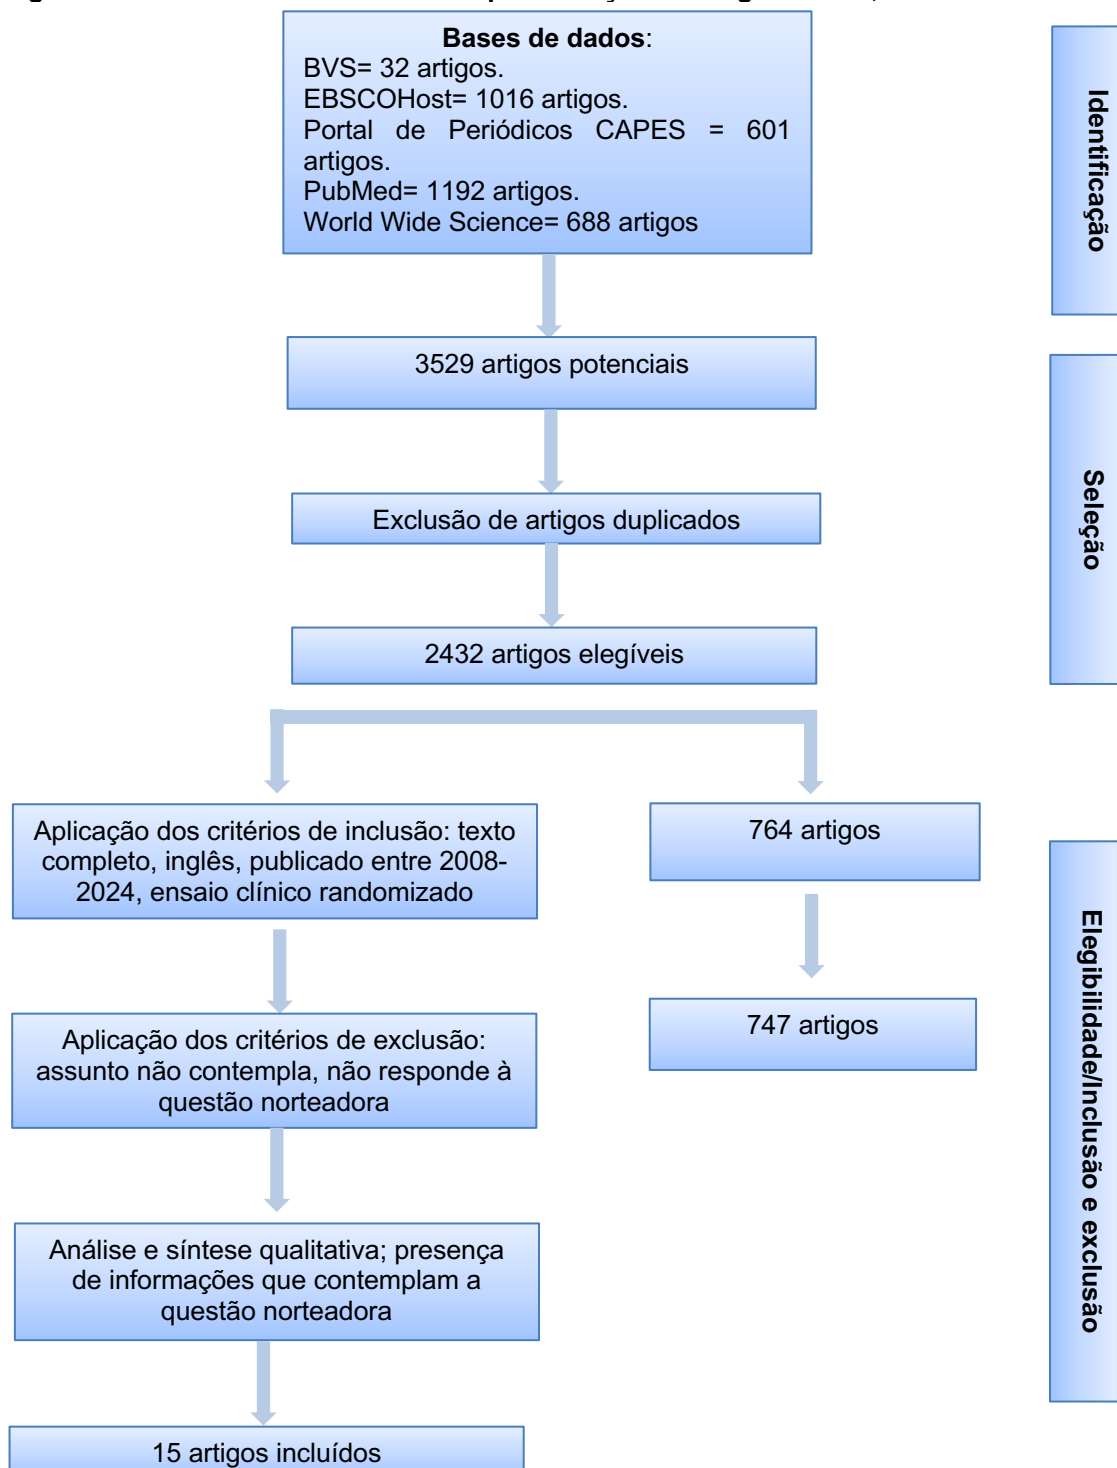 Bases de dados:
BVS= 32 artigos.
EBSCOHost= 1016 artigos.
Portal de Periódicos CAPES = 601
artigos.
PubMed= 1192 artigos.
World Wide Science= 688 artigos
Identificação
3529 artigos potenciais
Exclusão de artigos duplicados
2432 artigos elegíveis
Seleção
Aplicação dos critérios de inclusão: texto
completo, inglês, publicado entre 2008-
2024, ensaio clínico randomizado
764 artigos
Aplicação dos critérios de exclusão:
assunto não contempla, não responde à
questão norteadora
747 artigos
Análise e síntese qualitativa; presença
de informações que contemplam a
questão norteadora
15 artigos incluídos
Elegibilidade/Inclusão e exclusão